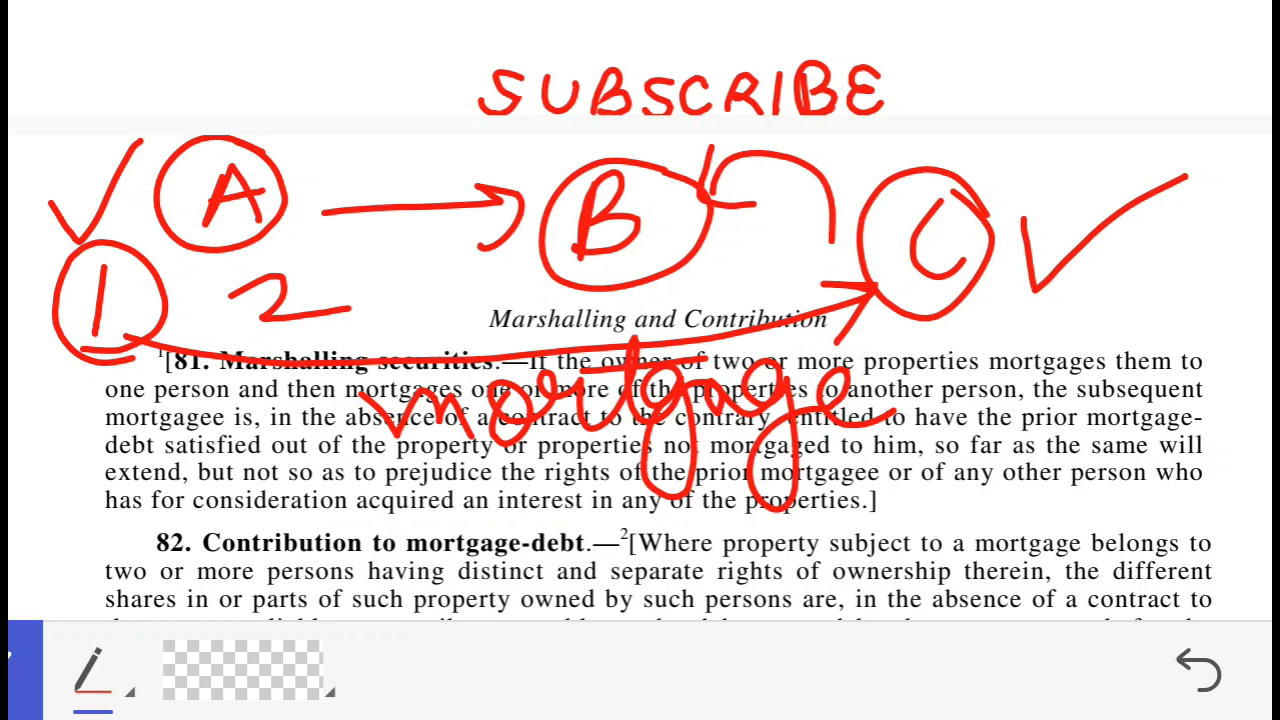 SUBSCRIBE
A B C
1 2
Marshalling and Contribution
1[81. Marshalling securities.—If the owner of two or more properties mortgages them to
one person and then mortgages one or more of the properties to another person, the subsequent
mortgage
mortgagee is, in the absence of a contract to the contrary, entitled to have the prior mortgage-
debt satisfied out of the property or properties not mortgaged to him, so far as the same will
extend, but not so as to prejudice the rights of the prior mortgagee or of any other person who
has for consideration acquired an interest in any of the properties.]
82. Contribution to mortgage-debt.—2[Where property subject to a mortgage belongs to
two or more persons having distinct and separate rights of ownership therein, the different
shares in or parts of such property owned by such persons are, in the absence of a contract to